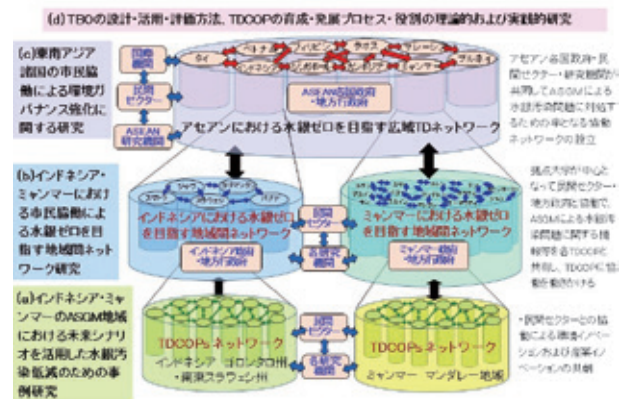 (d) TBOの設計・活用・評価方法、TDCOPの育成・発展プロセス・役割の理論的および実践的研究
(c)東南アジア
諸国の市民協
働による環境ガ
バナンス強化に
関する研究
国際
機関
民間
セクター
ASEAN
研究機関
タイ
ベトナム
フィリピン
ラオス
マレーシア
インドネシア
カンボジア
ミャンマー
ブルネイ
ASEAN各国政府
・地方行政府
アセアンにおける水銀ゼロを目指す広域TDネットワーク
アセアン各国政府・民
間セクター・研究機関が
共同してASGMによる
水銀汚染問題に対処す
るための
協働
ネットワークの設立
(b)インドネシア・
ミャンマーにおけ
る市民協働によ
る水銀ゼロを目
指す地域間ネット
ワーク研究
インドネシアにおける水銀ゼロ
を目指す地域間ネットワーク
インドネシア政府
・地方行政府
民間
セクター
各研究
機関
ミャンマーにおける水銀ゼロ
を目指す地域間ネットワーク
ミャンマー政府
・地方行政府
拠点大学が中心と
なって民間セクター・
地方政府と協働で、
ASGMによる水銀汚
染問題に関する情
報等を各TDCOPと
共有し、TDCOPに協
働を働きかける
(a)インドネシア・ミャ
ンマーのASGM地域
における未来シナリ
オを活用した水銀汚
染低減のための事
例研究
TDCOPsネットワーク
インドネシア ゴロンタロ州
・南東スラウェシ州
民間
セクター
各研究
機関
TDCOPsネットワーク
ミャンマー マンダレー地域
・民間セクターとの協
働による環境イノベー
ションおよび産業イノ
ベーションの共創